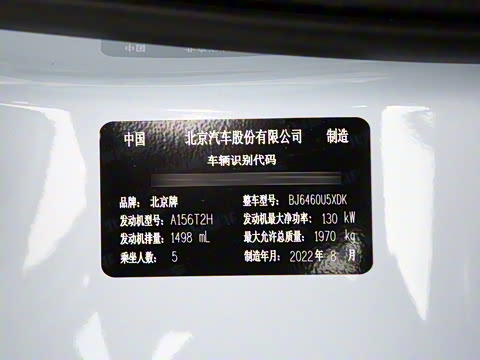 中国 北京汽车股份有限公司 制造
车辆识别代码
品牌: 北京牌 整车型号: BJ6460U5XDK
发动机型号: A156T2H 发动机最大净功率: 130 kW
发动机排量: 1498 mL 最大允许总质量: 1970 kg
乘坐人数: 5 制造年月: 2022 年 8 月